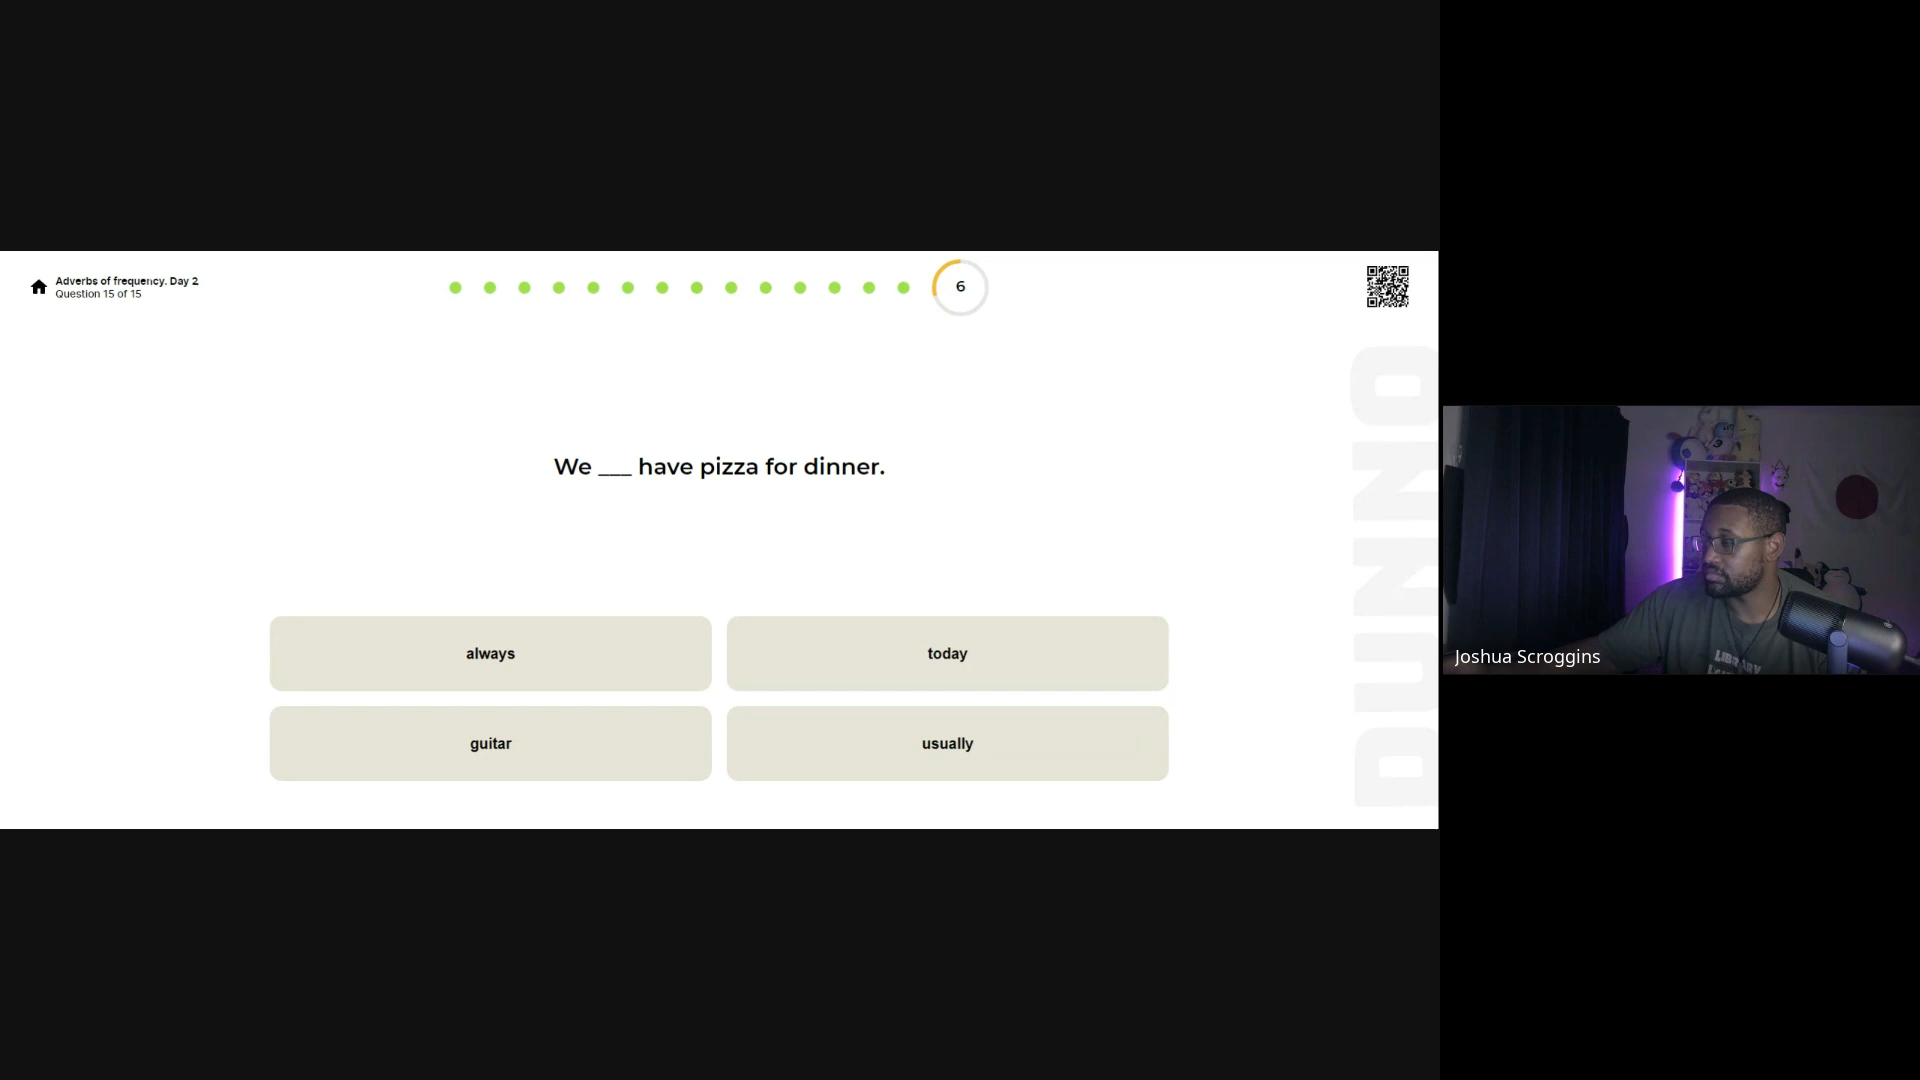 Adverbs of frequency. Day 2
Question 15 of 15
6
We ___ have pizza for dinner.
always
today
guitar
usually
DUNNO
Joshua Scroggins